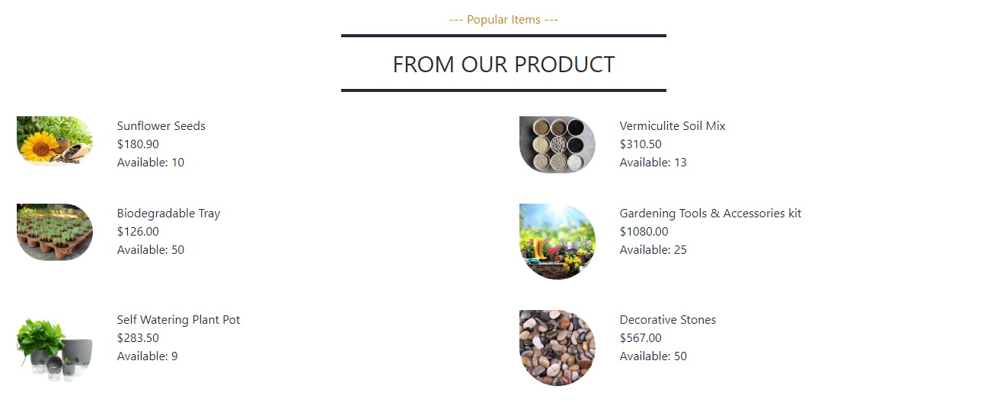 --- Popular Items ---
FROM OUR PRODUCT
Sunflower Seeds
$180.90
Available: 10
Vermiculite Soil Mix
$310.50
Available: 13
Biodegradable Tray
$126.00
Available: 50
Gardening Tools & Accessories kit
$1080.00
Available: 25
Self Watering Plant Pot
$283.50
Available: 9
Decorative Stones
$567.00
Available: 50